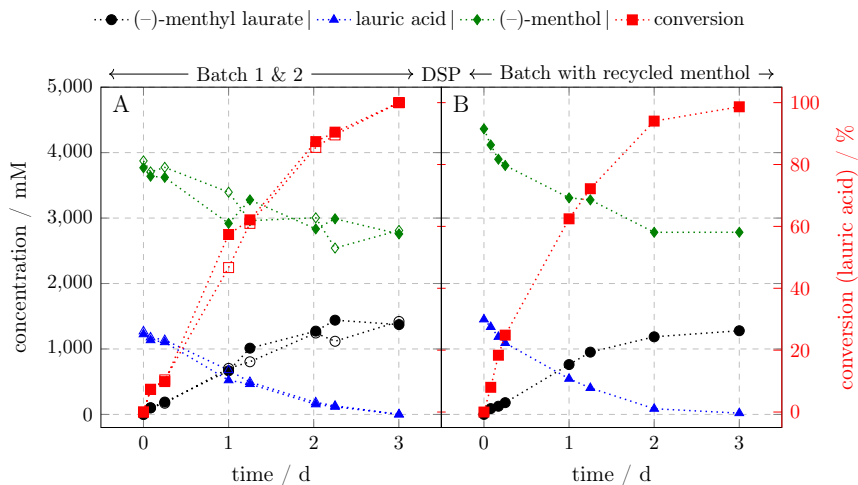 (–)-menthyl laurate | lauric acid | (–)-menthol | conversion
Batch 1 & 2 DSP Batch with recycled menthol
A B
5,000
4,000
3,000
2,000
1,000
0
concentration / mM
100
80
60
40
20
0
conversion (lauric acid) / %
0 1 2 3 0 1 2 3
time / d time / d